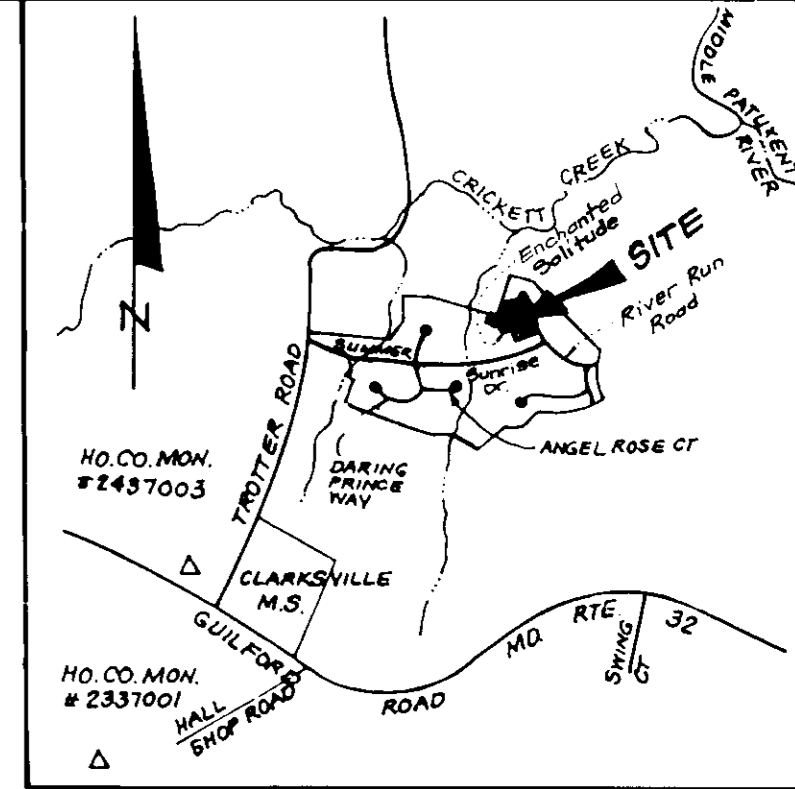 MIDDLE
PATUXENT
RIVER
CRICKETT CREEK
Enchanted
Solitude
SITE
River Run
Road
N
SUMMER
Sunrise
Dr.
TROTTER ROAD
ANGEL ROSE CT
HO.CO.MON.
#2437003
DARING
PRINCE
WAY
CLARKSVILLE
M.S.
GUILFORD
ROAD
MD. RTE. 32
SWING
CT
HO.CO.MON.
# 2337001
HALL
SHOP ROAD